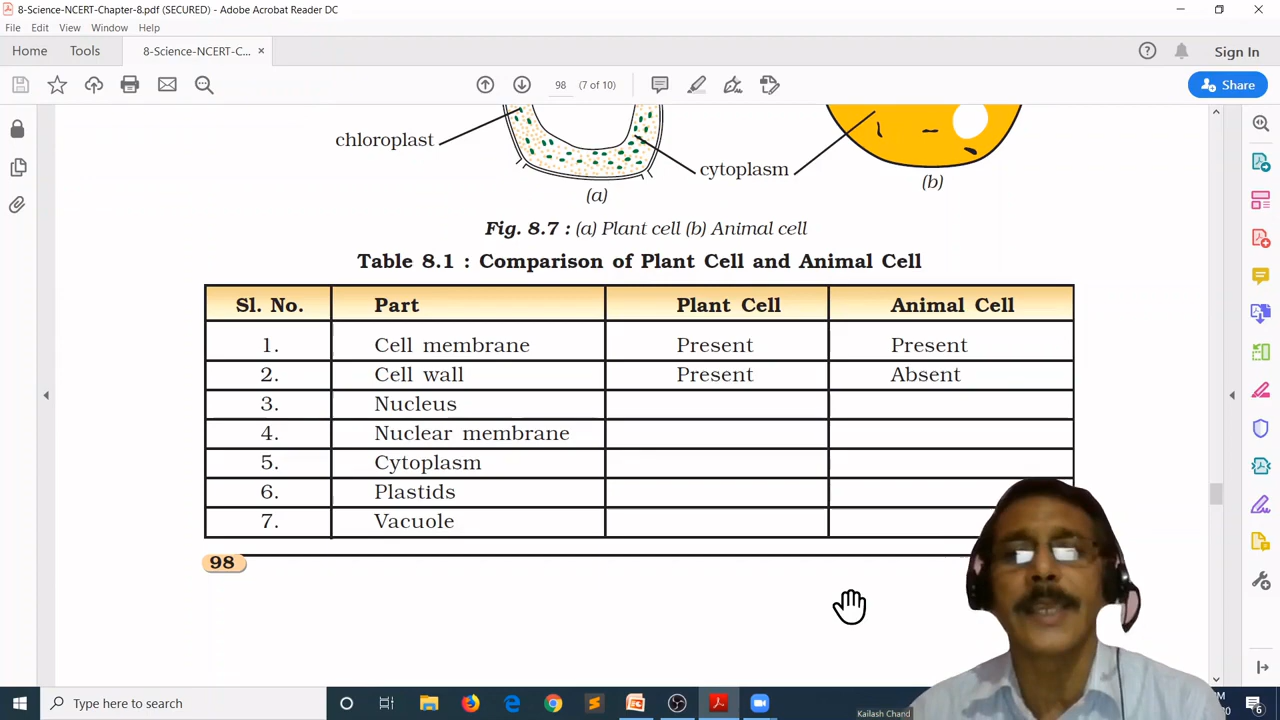 8-Science-NCERT-Chapter-8.pdf (SECURED) - Adobe Acrobat Reader DC
File Edit View Window Help
Home Tools 8-Science-NCERT-C... × Sign In
98 (7 of 10) Share
chloroplast
cytoplasm
(a) (b)
Fig. 8.7 : (a) Plant cell (b) Animal cell
Table 8.1 : Comparison of Plant Cell and Animal Cell
Sl. No. Part Plant Cell Animal Cell
1. Cell membrane Present Present
2. Cell wall Present Absent
3. Nucleus
4. Nuclear membrane
5. Cytoplasm
6. Plastids
7. Vacuole
98
Type here to search
Kailash Chand
6